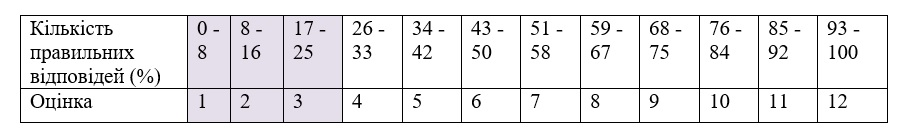 Кількість правильних відповідей (%) 0 - 8 8 - 16 17 - 25 26 - 33 34 - 42 43 - 50 51 - 58 59 - 67 68 - 75 76 - 84 85 - 92 93 - 100
Оцінка 1 2 3 4 5 6 7 8 9 10 11 12